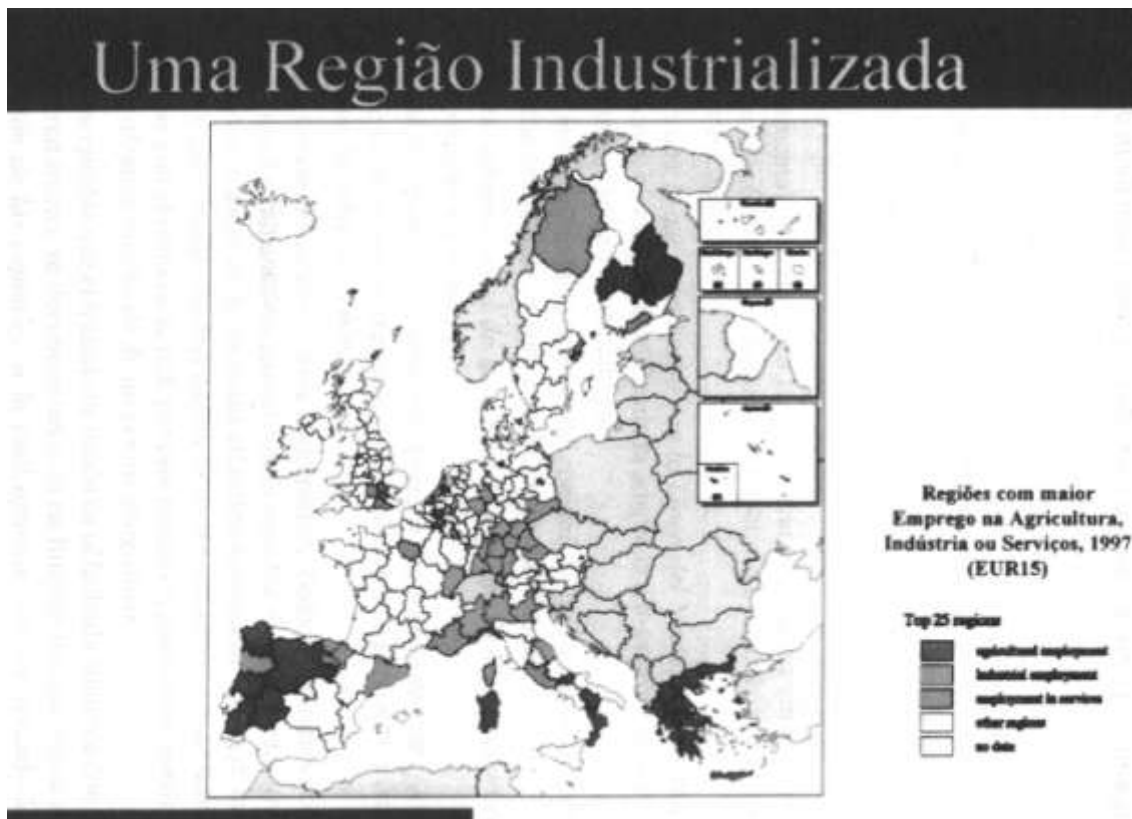 Uma Região Industrializada
Regiões com maior
Emprego na Agricultura,
Indústria ou Serviços, 1997
(EUR15)
Top 25 regions
agricultural employment
industrial employment
employment in services
other regions
no data